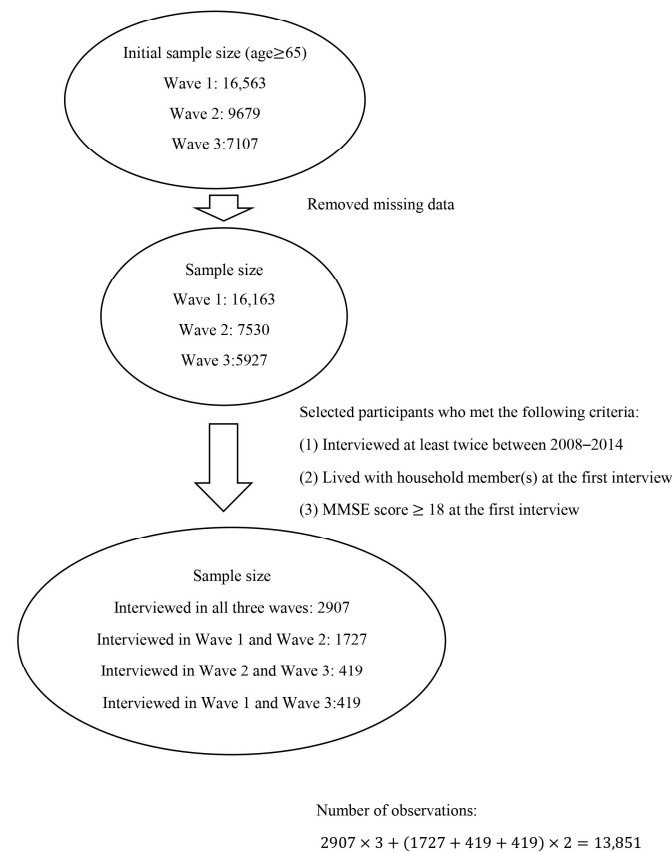 Initial sample size (age≥65)
Wave 1: 16,563
Wave 2: 9679
Wave 3:7107
Removed missing data
Sample size
Wave 1: 16,163
Wave 2: 7530
Wave 3:5927
Selected participants who met the following criteria:
(1) Interviewed at least twice between 2008–2014
(2) Lived with household member(s) at the first interview
(3) MMSE score ≥ 18 at the first interview
Sample size
Interviewed in all three waves: 2907
Interviewed in Wave 1 and Wave 2: 1727
Interviewed in Wave 2 and Wave 3: 419
Interviewed in Wave 1 and Wave 3:419
Number of observations:
2907 × 3 + (1727 + 419 + 419) × 2 = 13,851